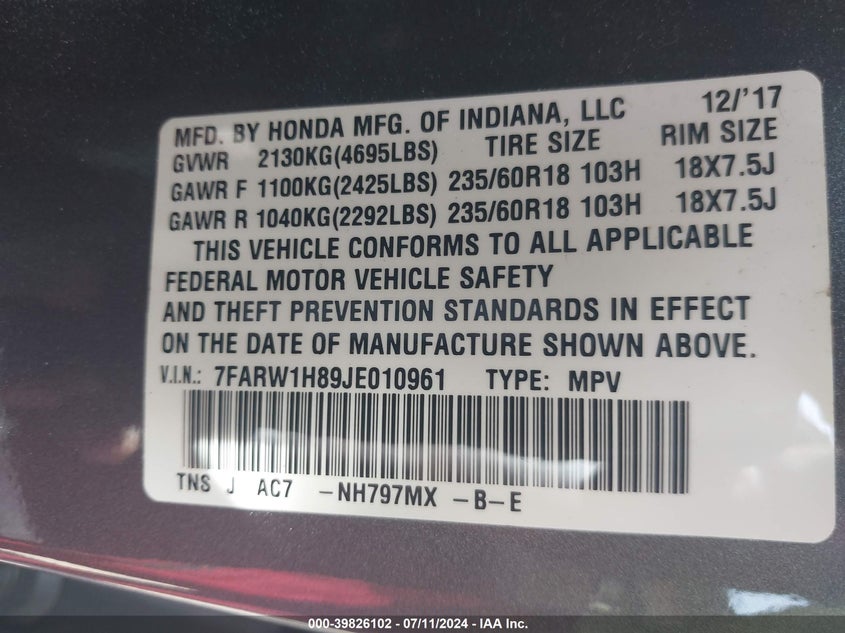 MFD. BY HONDA MFG. OF INDIANA, LLC 12/'17
GVWR 2130KG(4695LBS) TIRE SIZE RIM SIZE
GAWR F 1100KG(2425LBS) 235/60R18 103H 18X7.5J
GAWR R 1040KG(2292LBS) 235/60R18 103H 18X7.5J
THIS VEHICLE CONFORMS TO ALL APPLICABLE
FEDERAL MOTOR VEHICLE SAFETY
AND THEFT PREVENTION STANDARDS IN EFFECT
ON THE DATE OF MANUFACTURE SHOWN ABOVE.
V.I.N.: 7FARW1H89JE010961 TYPE: MPV
TNS J AC7 -NH797MX -B-E
000-39826102 - 07/11/2024 - IAA Inc.